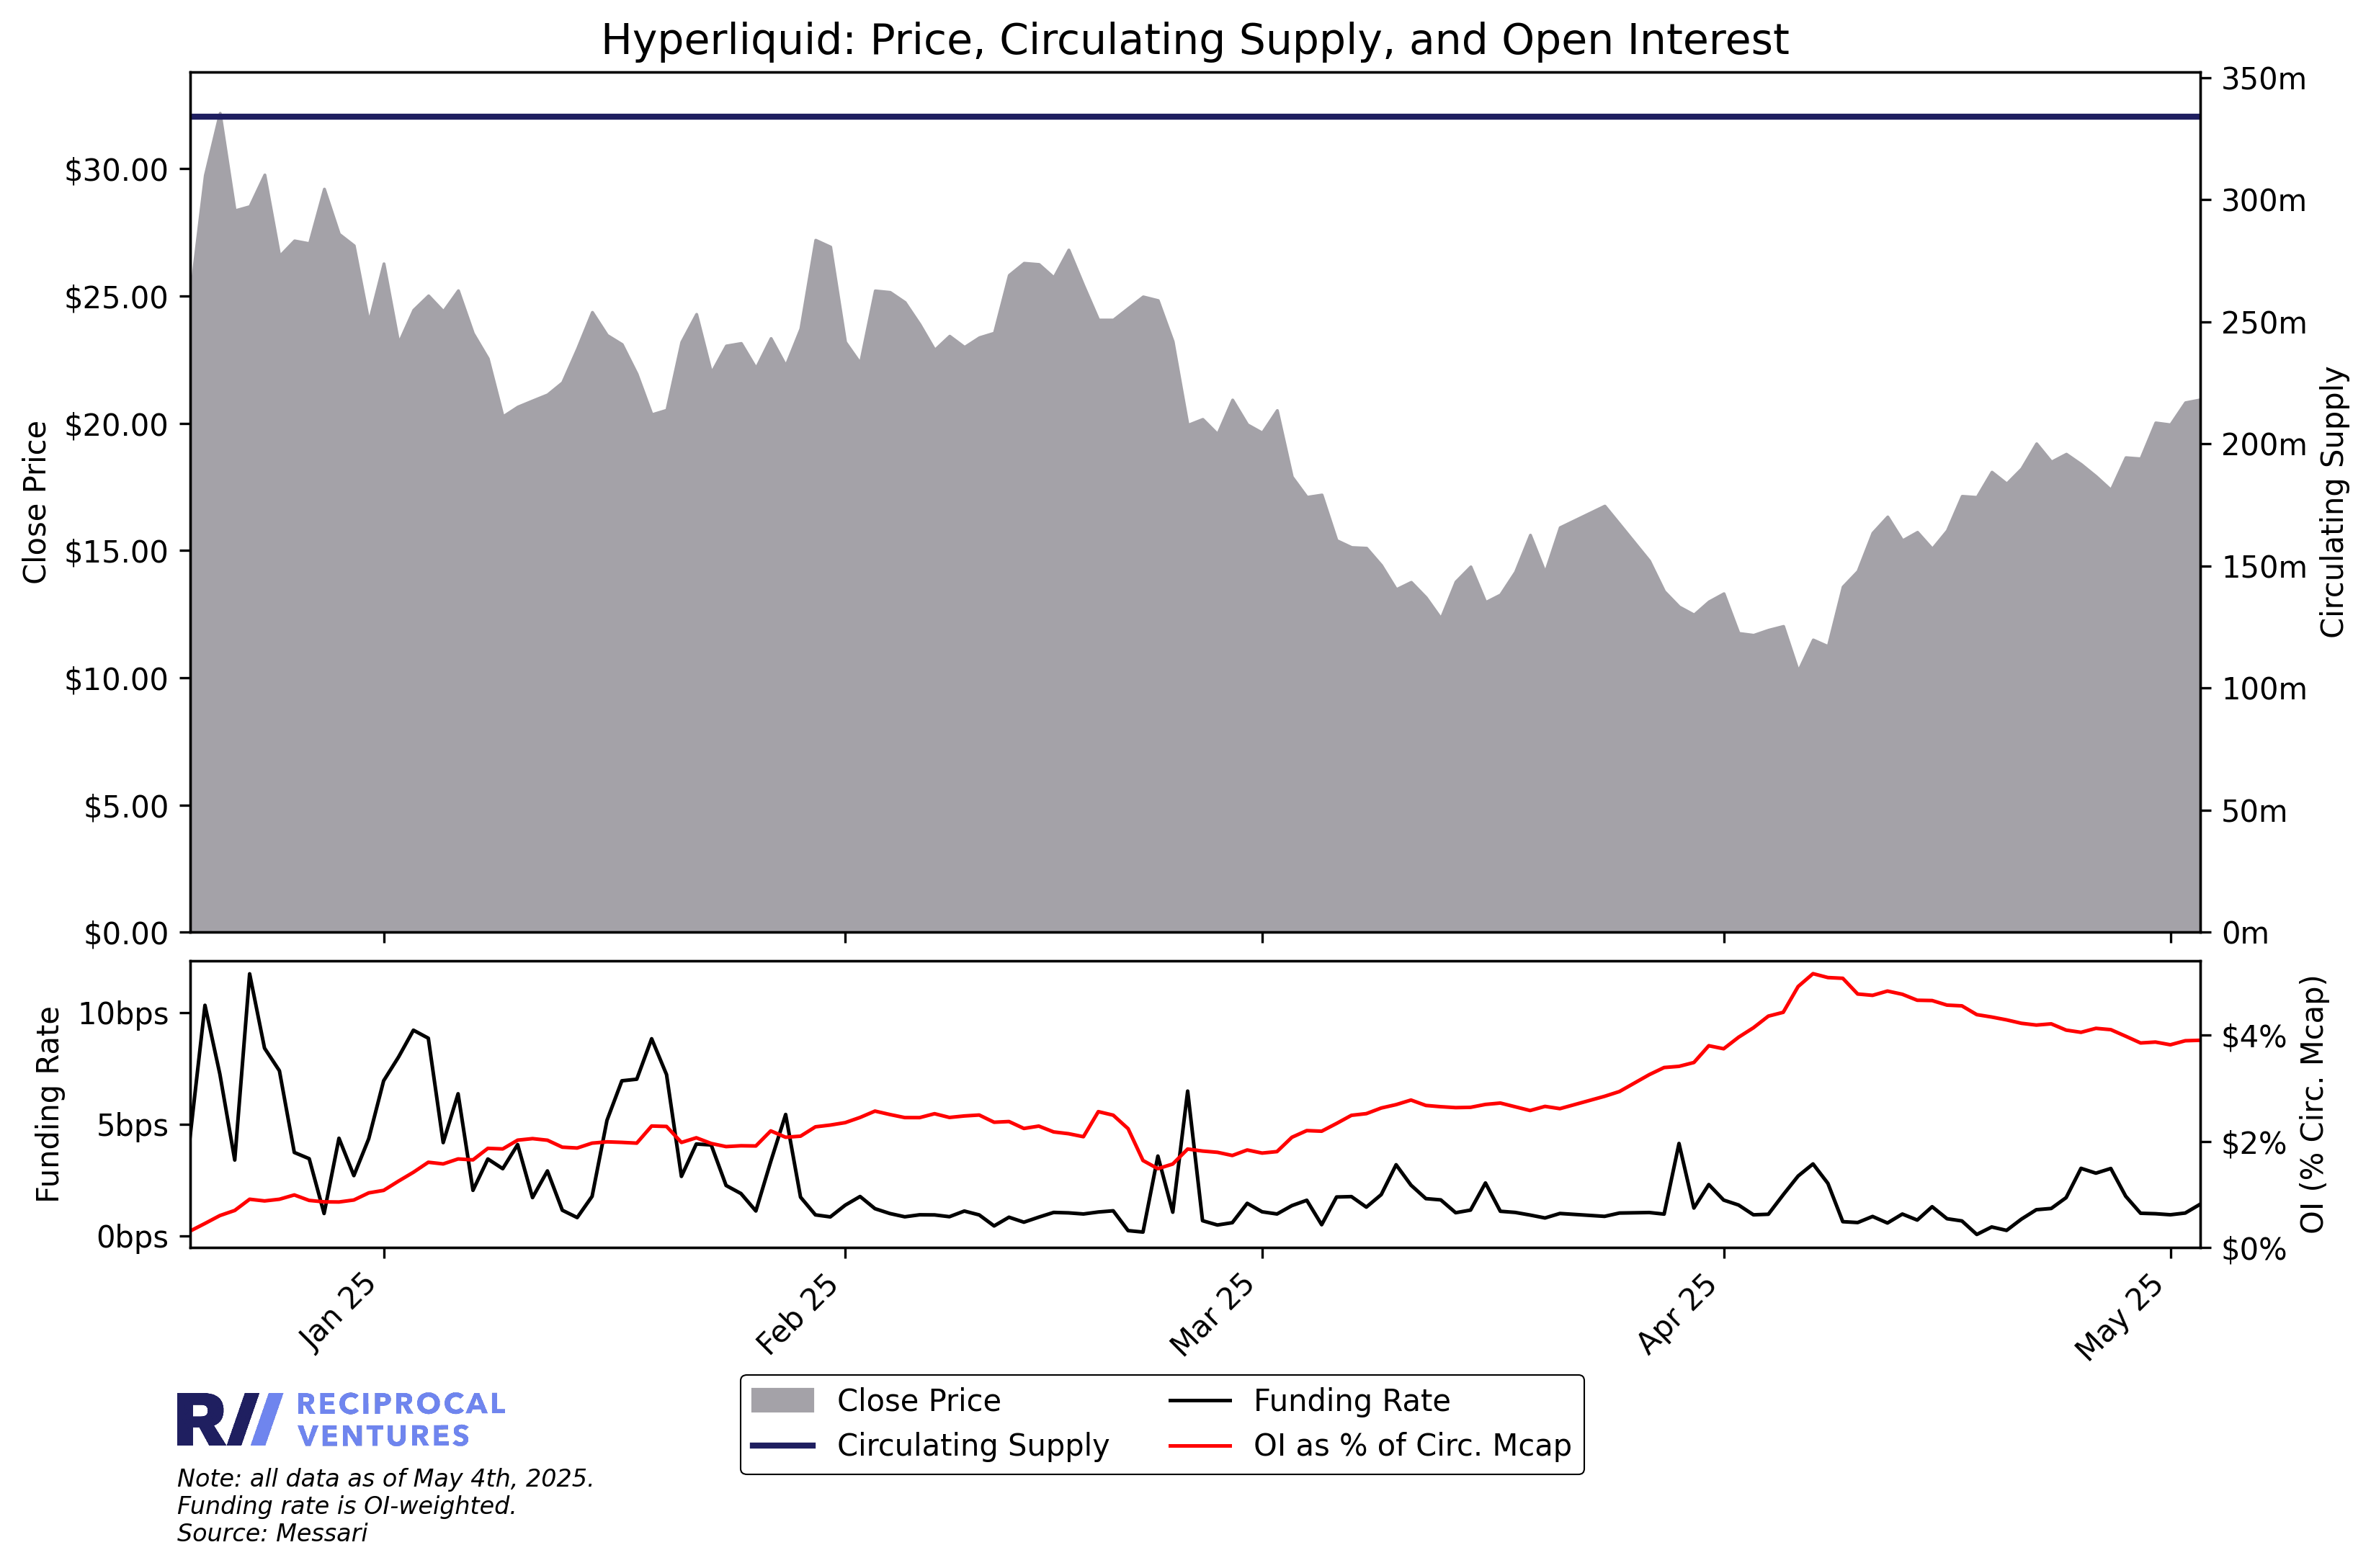 Hyperliquid: Price, Circulating Supply, and Open Interest
Close Price
$30.00
$25.00
$20.00
$15.00
$10.00
$5.00
$0.00
350m
300m
250m
200m
150m
100m
50m
0m
Circulating Supply
Funding Rate
10bps
5bps
0bps
$4%
$2%
$0%
OI (% Circ. Mcap)
Jan 25
Feb 25
Mar 25
Apr 25
May 25
Close Price
Circulating Supply
Funding Rate
OI as % of Circ. Mcap
R// RECIPROCAL
VENTURES
Note: all data as of May 4th, 2025.
Funding rate is OI-weighted.
Source: Messari